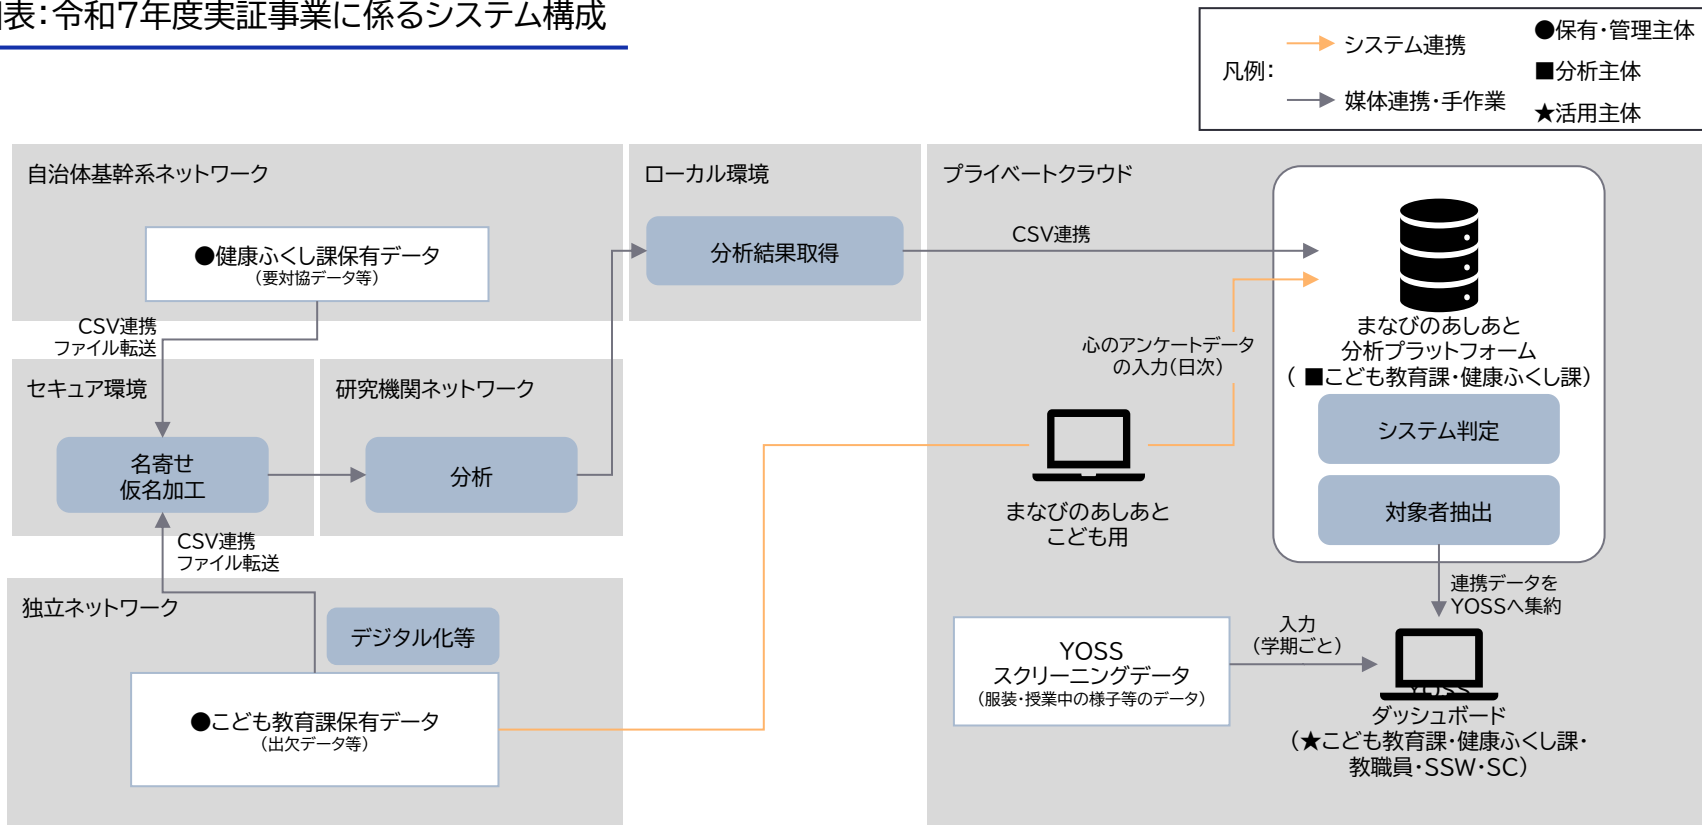 表：令和7年度実証事業に係るシステム構成
凡例：
システム連携
媒体連携・手作業
●保有・管理主体
■分析主体
★活用主体
自治体基幹系ネットワーク
●健康ふくし課保有データ
（要対協データ等）
CSV連携
ファイル転送
セキュア環境
名寄せ
仮名加工
研究機関ネットワーク
分析
CSV連携
ファイル転送
独立ネットワーク
デジタル化等
●こども教育課保有データ
（出欠データ等）
ローカル環境
分析結果取得
プライベートクラウド
CSV連携
心のアンケートデータ
の入力（日次）
まなびのあしあと
こども用
まなびのあしあと
分析プラットフォーム
（ ■こども教育課・健康ふくし課）
システム判定
対象者抽出
連携データを
YOSSへ集約
YOSS
スクリーニングデータ
（服装・授業中の様子等のデータ）
入力
（学期ごと）
YOSS
ダッシュボード
（★こども教育課・健康ふくし課・
教職員・SSW・SC）